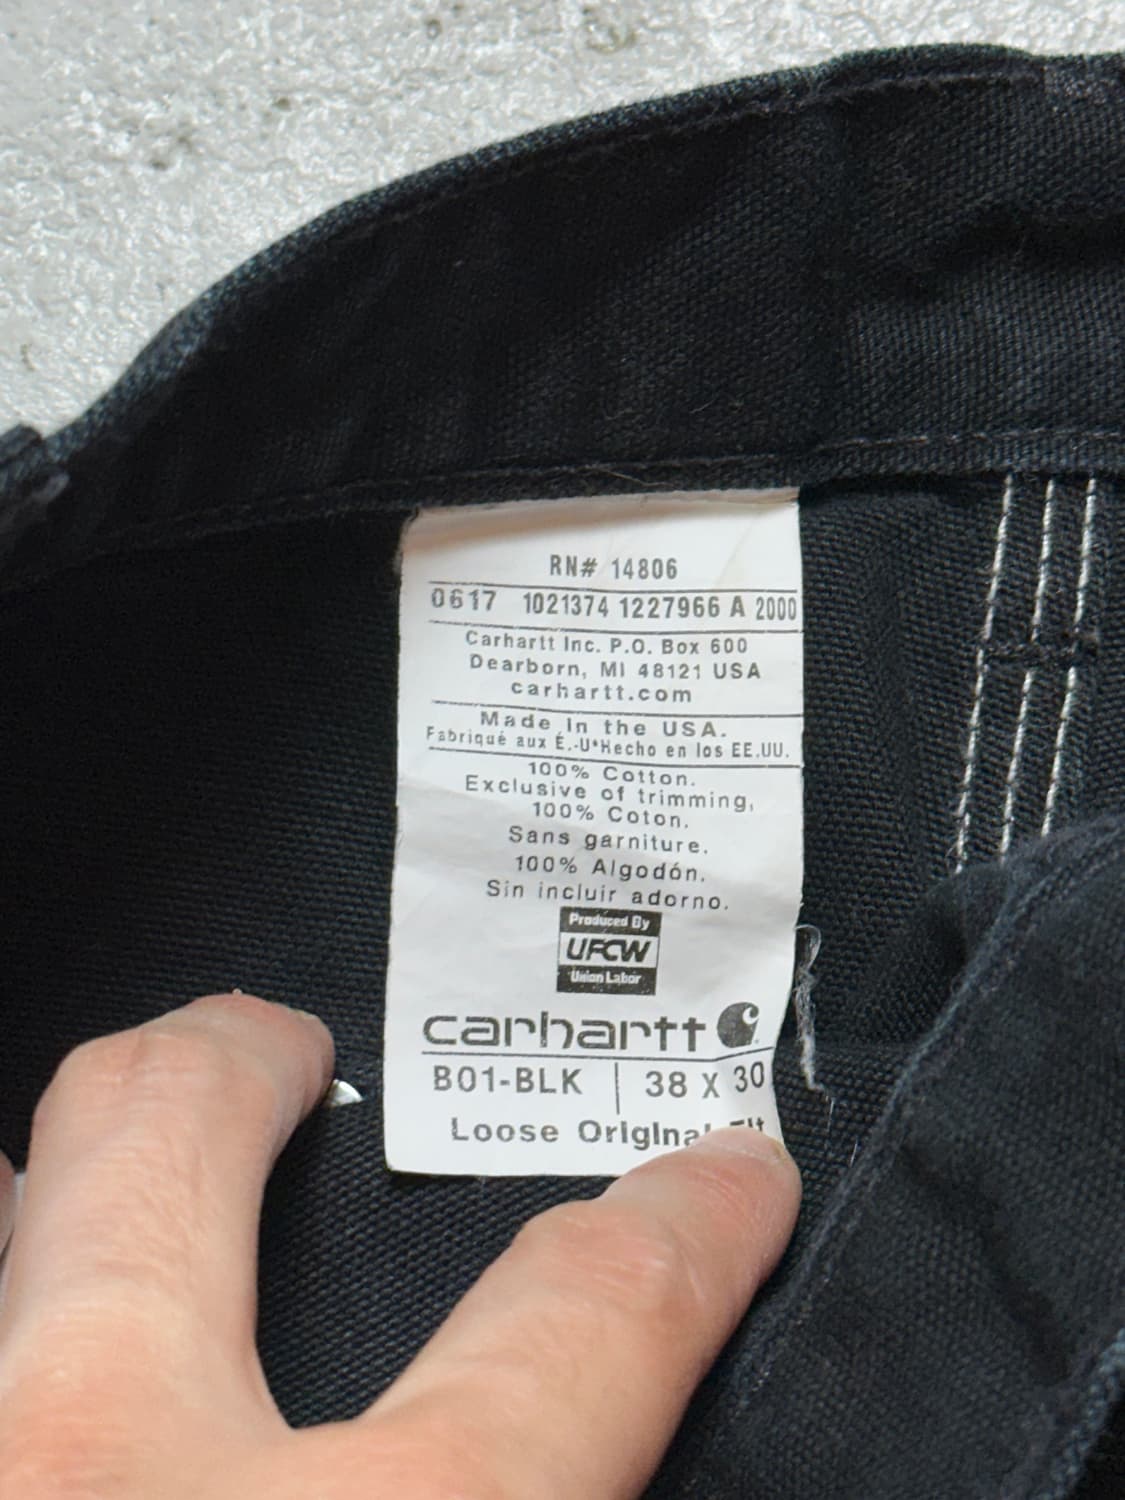 RN# 14806
0617 1021374 1227966 A 2000
Carhartt Inc. P.O. Box 600
Dearborn, MI 48121 USA
carhartt.com
Made In the USA.
Fabriqué aux É.-U*Hecho en los EE.UU.
100% Cotton.
Exclusive of trimming,
100% Coton.
Sans garniture.
100% Algodón.
Sin incluir adorno.
Produced By
UFCW
Union Labor
carhartt
B01-BLK 38 X 30
Loose Original